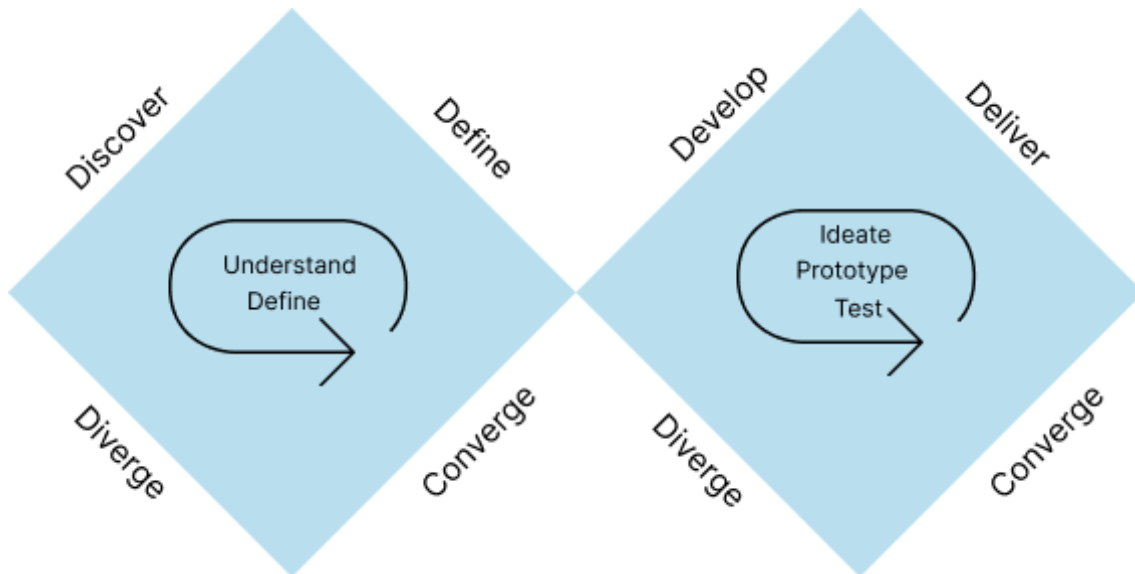 Discover
Define
Understand
Define
Diverge
Converge
Develop
Deliver
Ideate
Prototype
Test
Diverge
Converge